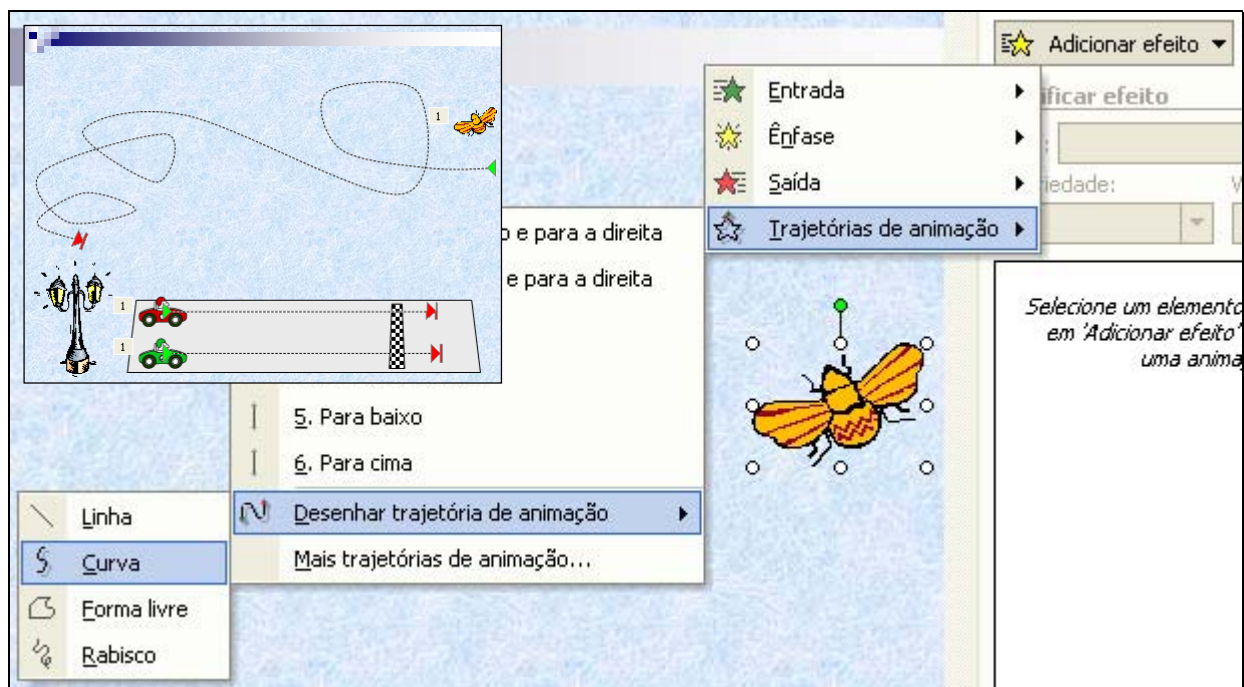 Adicionar efeito
Entrada
Ênfase
Saída
Trajetórias de animação
ificar efeito
:
iedade:
V
Selecione um elemento
em 'Adicionar efeito'
uma anima
1
1
1
o e para a direita
e para a direita
5. Para baixo
6. Para cima
Desenhar trajetória de animação
Mais trajetórias de animação...
Linha
Curva
Forma livre
Rabisco